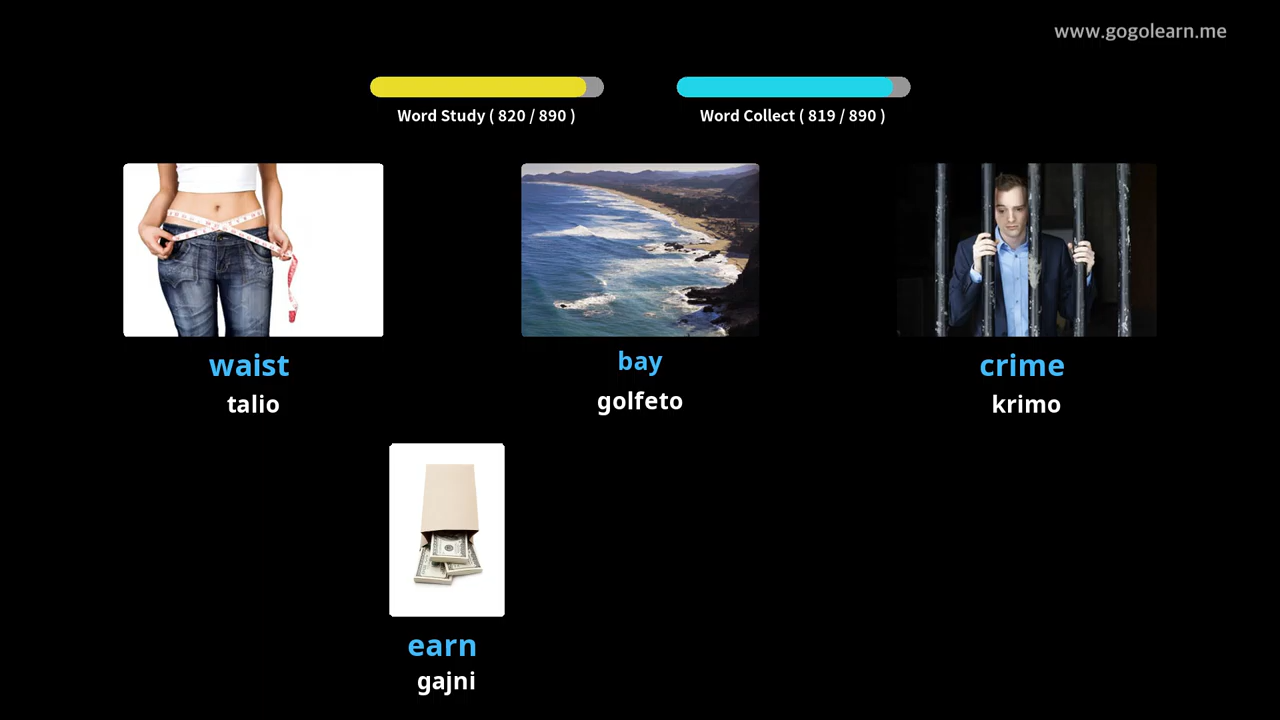 www.gogolearn.me
Word Study ( 820 / 890 )
Word Collect ( 819 / 890 )
waist
talio
bay
golfeto
crime
krimo
earn
gajni